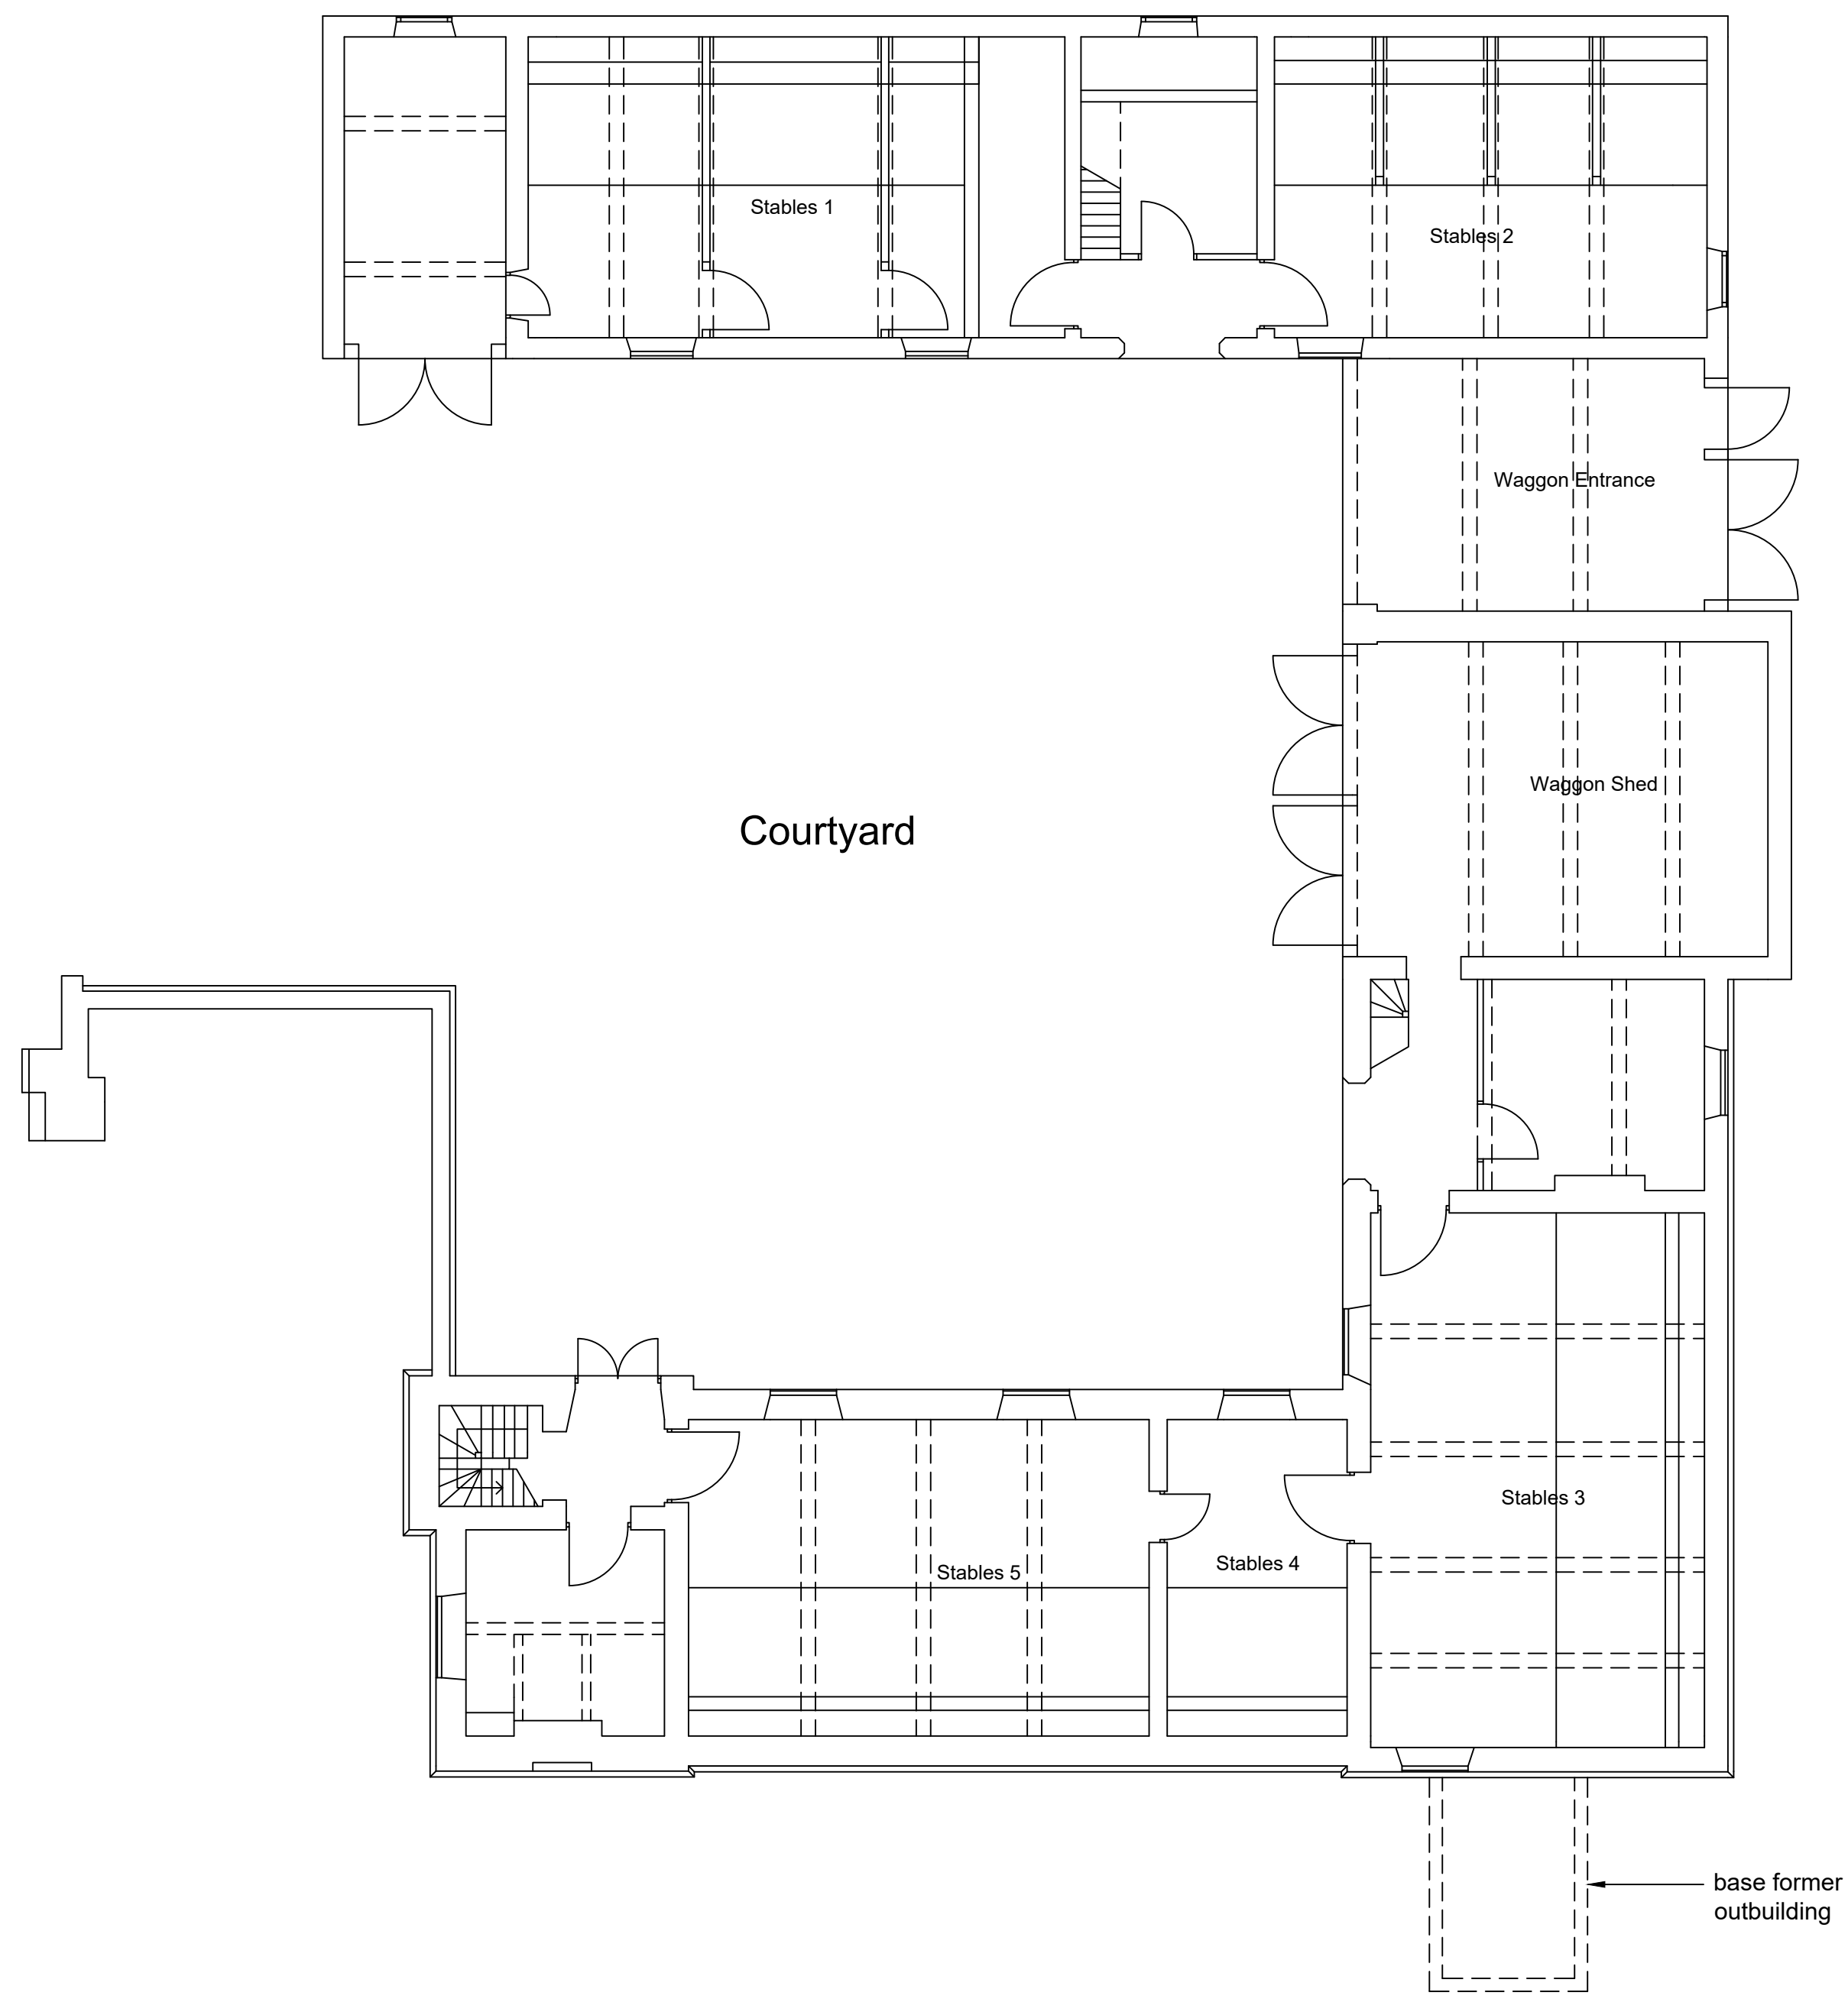 Stables 1
Stables 2
Waggon Entrance
Waggon Shed
Courtyard
Stables 3
Stables 4
Stables 5
base former
outbuilding